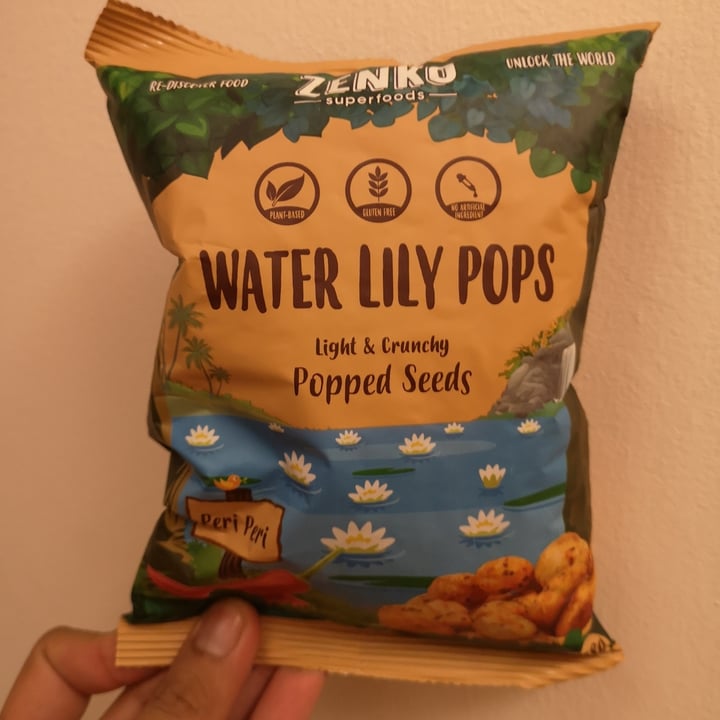 RE-DISCOVER FOOD
ZENKO
UNLOCK THE WORLD
superfoods
PLANT-BASED
GLUTEN FREE
NO ARTIFICIAL
INGREDIENT
WATER LILY POPS
Light & Crunchy
Popped Seeds
Peri Peri